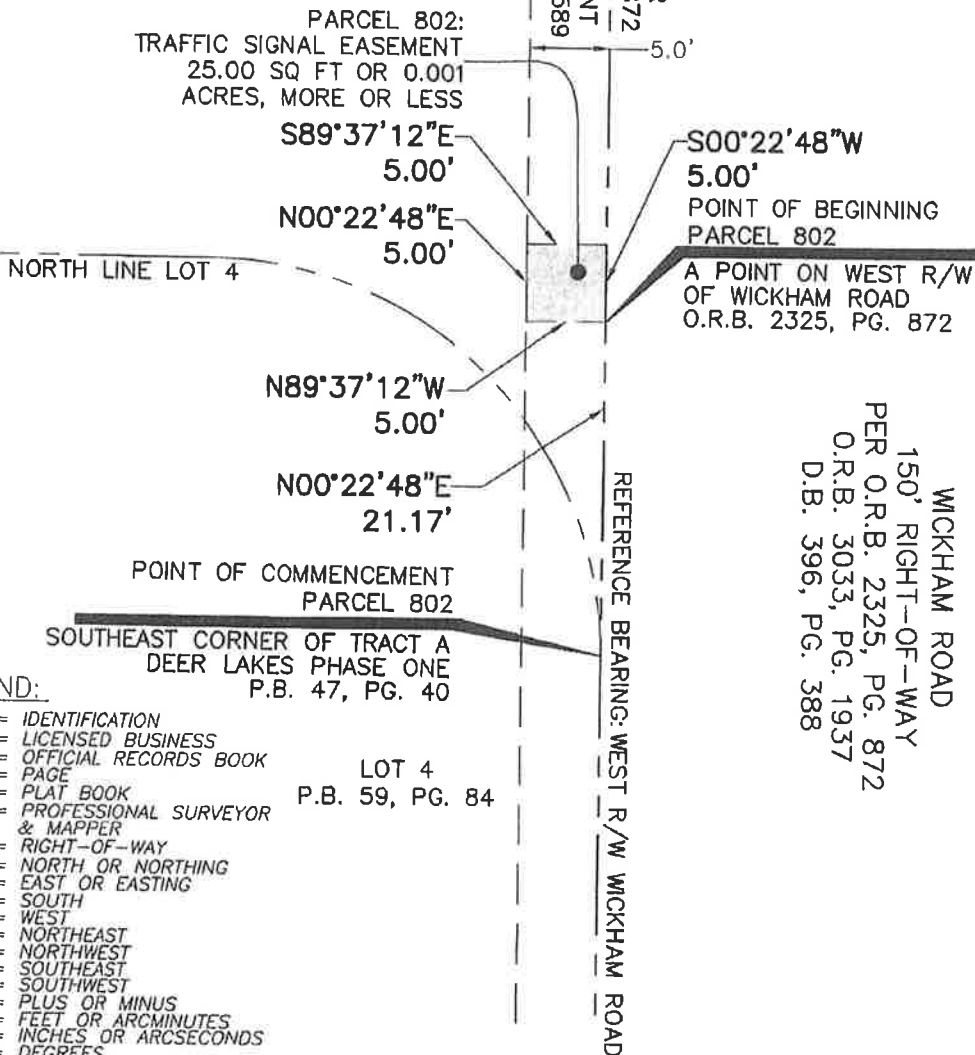 PARCEL 802:
TRAFFIC SIGNAL EASEMENT
25.00 SQ FT OR 0.001
ACRES, MORE OR LESS
872
NT
589
5.0'
S89°37'12"E
5.00'
N00°22'48"E
5.00'
S00°22'48"W
5.00'
POINT OF BEGINNING
PARCEL 802
A POINT ON WEST R/W
OF WICKHAM ROAD
O.R.B. 2325, PG. 872
NORTH LINE LOT 4
N89°37'12"W
5.00'
N00°22'48"E
21.17'
POINT OF COMMENCEMENT
PARCEL 802
SOUTHEAST CORNER OF TRACT A
DEER LAKES PHASE ONE
P.B. 47, PG. 40
REFERENCE BEARING: WEST R/W WICKHAM ROAD
WICKHAM ROAD
150' RIGHT-OF-WAY
PER O.R.B. 2325, PG. 872
O.R.B. 3033, PG. 1937
D.B. 396, PG. 388
LOT 4
P.B. 59, PG. 84
ND:
= IDENTIFICATION
= LICENSED BUSINESS
= OFFICIAL RECORDS BOOK
= PAGE
= PLAT BOOK
= PROFESSIONAL SURVEYOR
& MAPPER
= RIGHT-OF-WAY
= NORTH OR NORTHING
= EAST OR EASTING
= SOUTH
= WEST
= NORTHEAST
= NORTHWEST
= SOUTHEAST
= SOUTHWEST
= PLUS OR MINUS
= FEET OR ARCMINUTES
= INCHES OR ARCSECONDS
= DEGREES